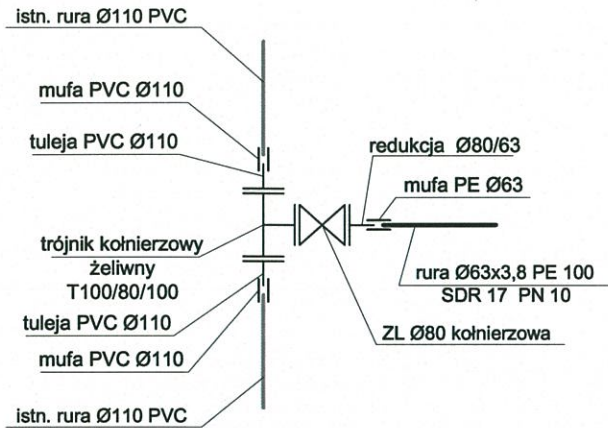 istn. rura Ø110 PVC
mufa PVC Ø110
tuleja PVC Ø110
redukcja Ø80/63
mufa PE Ø63
trójnik kołnierzowy
żeliwny
T100/80/100
rura Ø63x3,8 PE 100
SDR 17 PN 10
tuleja PVC Ø110
ZL Ø80 kołnierzowa
mufa PVC Ø110
istn. rura Ø110 PVC